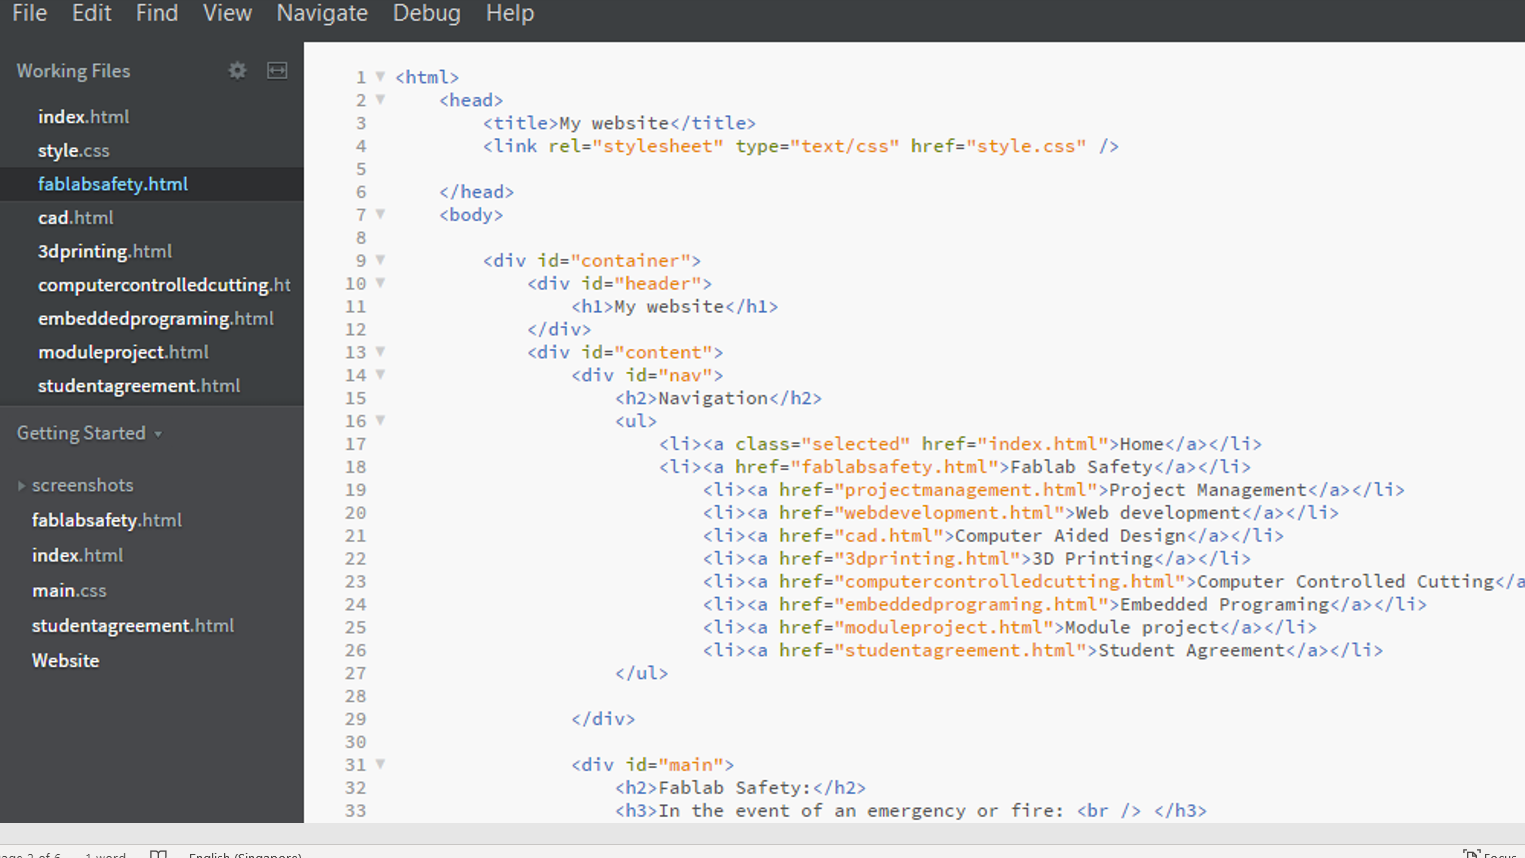 File Edit Find View Navigate Debug Help
Working Files
index.html
style.css
fablabsafety.html
cad.html
3dprinting.html
computercontrolledcutting.ht
embeddedprograming.html
moduleproject.html
studentagreement.html
Getting Started
screenshots
fablabsafety.html
index.html
main.css
studentagreement.html
Website
1 <html>
2 <head>
3 <title>My website</title>
4 <link rel="stylesheet" type="text/css" href="style.css" />
5
6 </head>
7 <body>
8
9 <div id="container">
10 <div id="header">
11 <h1>My website</h1>
12 </div>
13 <div id="content">
14 <div id="nav">
15 <h2>Navigation</h2>
16 <ul>
17 <li><a class="selected" href="index.html">Home</a></li>
18 <li><a href="fablabsafety.html">Fablab Safety</a></li>
19 <li><a href="projectmanagement.html">Project Management</a></li>
20 <li><a href="webdevelopment.html">Web development</a></li>
21 <li><a href="cad.html">Computer Aided Design</a></li>
22 <li><a href="3dprinting.html">3D Printing</a></li>
23 <li><a href="computercontrolledcutting.html">Computer Controlled Cutting</a
24 <li><a href="embeddedprograming.html">Embedded Programing</a></li>
25 <li><a href="moduleproject.html">Module project</a></li>
26 <li><a href="studentagreement.html">Student Agreement</a></li>
27 </ul>
28
29 </div>
30
31 <div id="main">
32 <h2>Fablab Safety:</h2>
33 <h3>In the event of an emergency or fire: <br /> </h3>
age 2 of 6 1 word English (Singapore) Focus